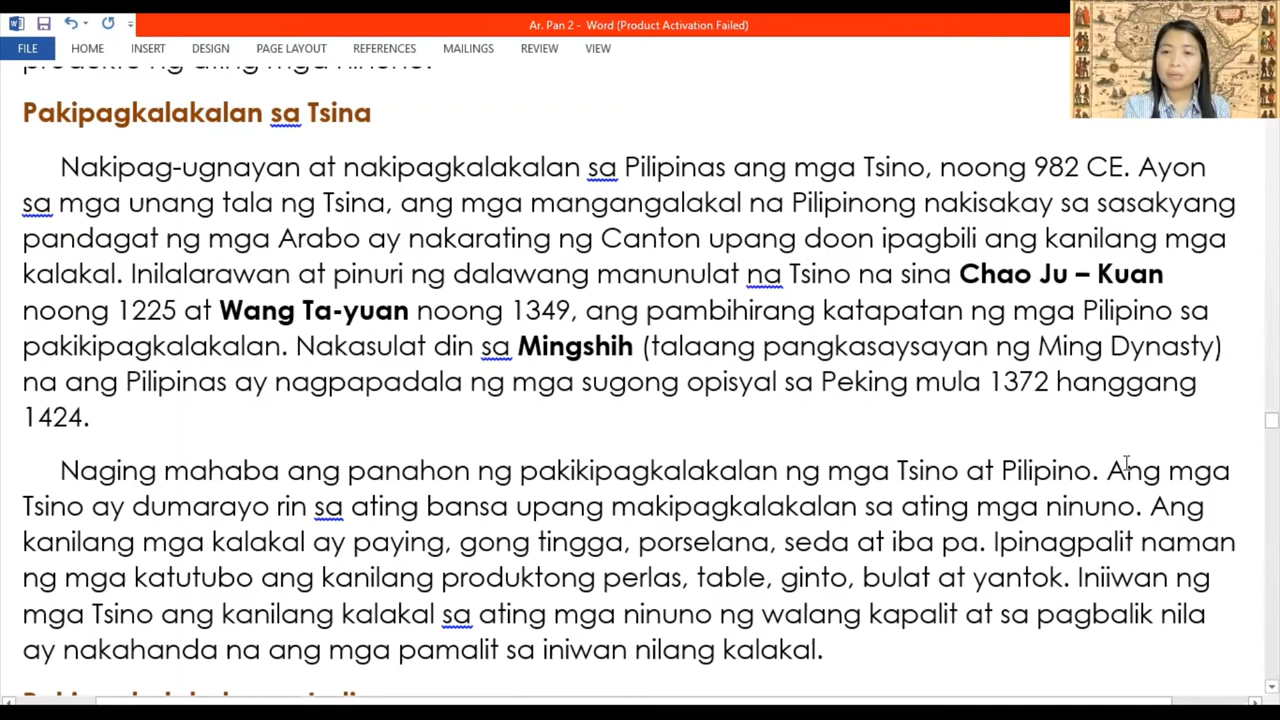 Ar. Pan 2 - Word (Product Activation Failed)
FILE HOME INSERT DESIGN PAGE LAYOUT REFERENCES MAILINGS REVIEW VIEW
produkto ng ating mga ninuno.
Pakipagkalakalan sa Tsina
Nakipag-ugnayan at nakipagkalakalan sa Pilipinas ang mga Tsino, noong 982 CE. Ayon
sa mga unang tala ng Tsina, ang mga mangangalakal na Pilipinong nakisakay sa sasakyang
pandagat ng mga Arabo ay nakarating ng Canton upang doon ipagbili ang kanilang mga
kalakal. Inilalarawan at pinuri ng dalawang manunulat na Tsino na sina Chao Ju – Kuan
noong 1225 at Wang Ta-yuan noong 1349, ang pambihirang katapatan ng mga Pilipino sa
pakikipagkalakalan. Nakasulat din sa Mingshih (talaang pangkasaysayan ng Ming Dynasty)
na ang Pilipinas ay nagpapadala ng mga sugong opisyal sa Peking mula 1372 hanggang
1424.
Naging mahaba ang panahon ng pakikipagkalakalan ng mga Tsino at Pilipino. Ang mga
Tsino ay dumarayo rin sa ating bansa upang makipagkalakalan sa ating mga ninuno. Ang
kanilang mga kalakal ay paying, gong tingga, porselana, seda at iba pa. Ipinagpalit naman
ng mga katutubo ang kanilang produktong perlas, table, ginto, bulat at yantok. Iniiwan ng
mga Tsino ang kanilang kalakal sa ating mga ninuno ng walang kapalit at sa pagbalik nila
ay nakahanda na ang mga pamalit sa iniwan nilang kalakal.